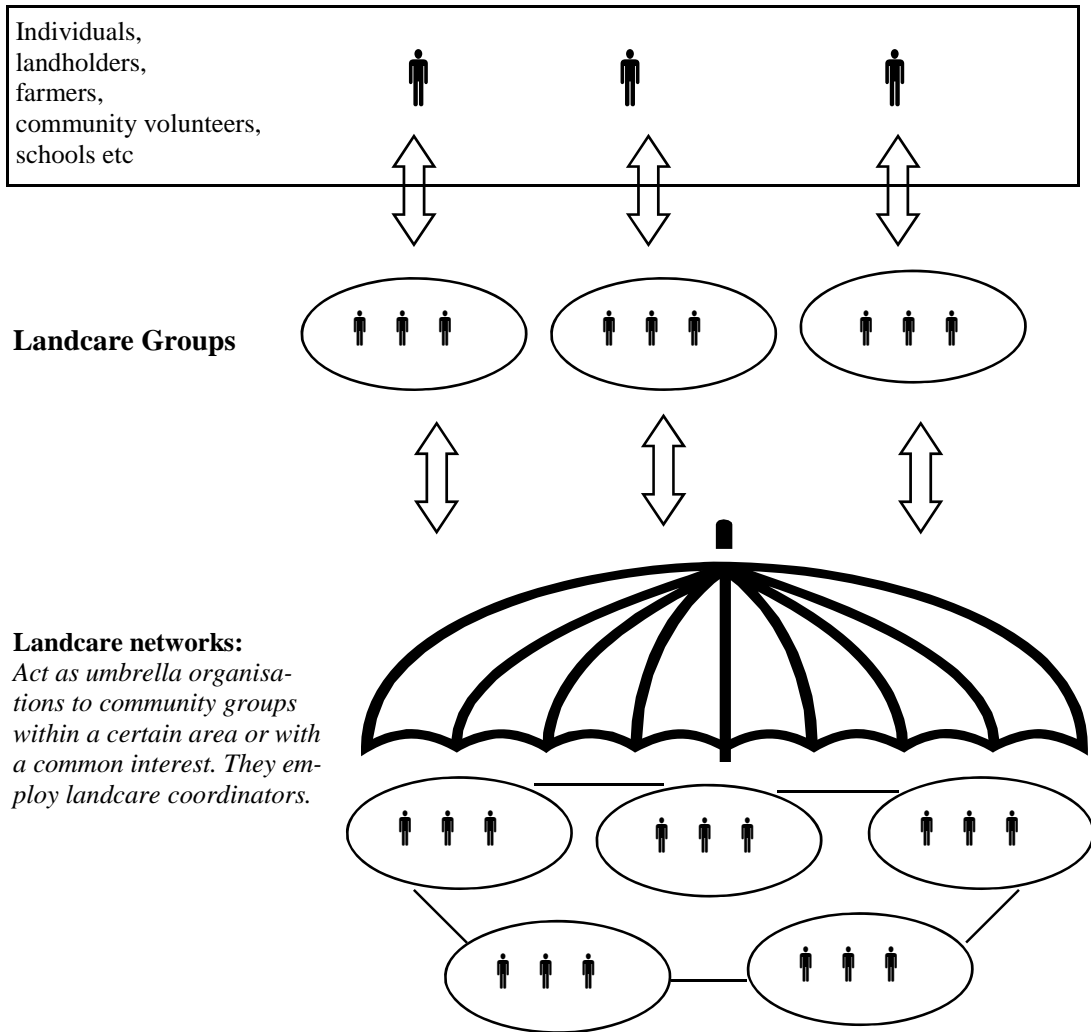 Individuals,
landholders,
farmers,
community volunteers,
schools etc
Landcare Groups
Landcare networks:
Act as umbrella organisa-
tions to community groups
within a certain area or with
a common interest. They em-
ploy landcare coordinators.